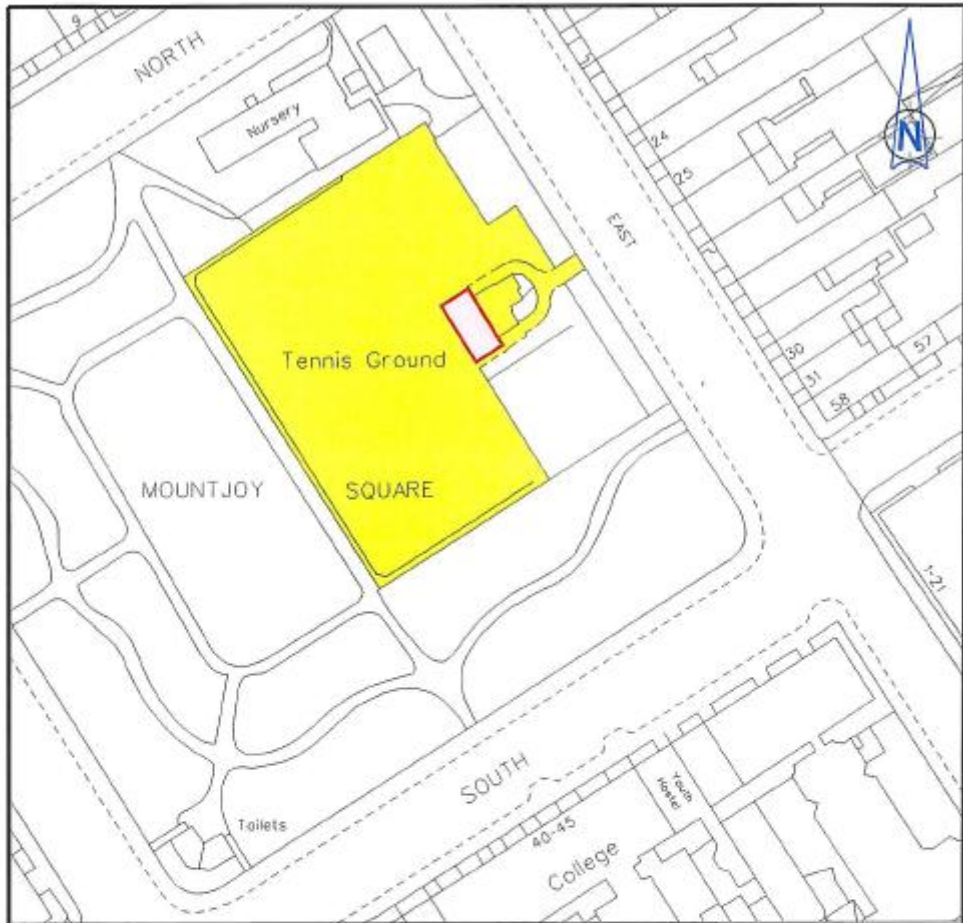 9
NORTH
N
Nursery
24
25
EAST
30
31
57
58
Tennis Ground
MOUNTJOY SQUARE
1-21
SOUTH
Youth
Hostel
Toilets
40-45
College